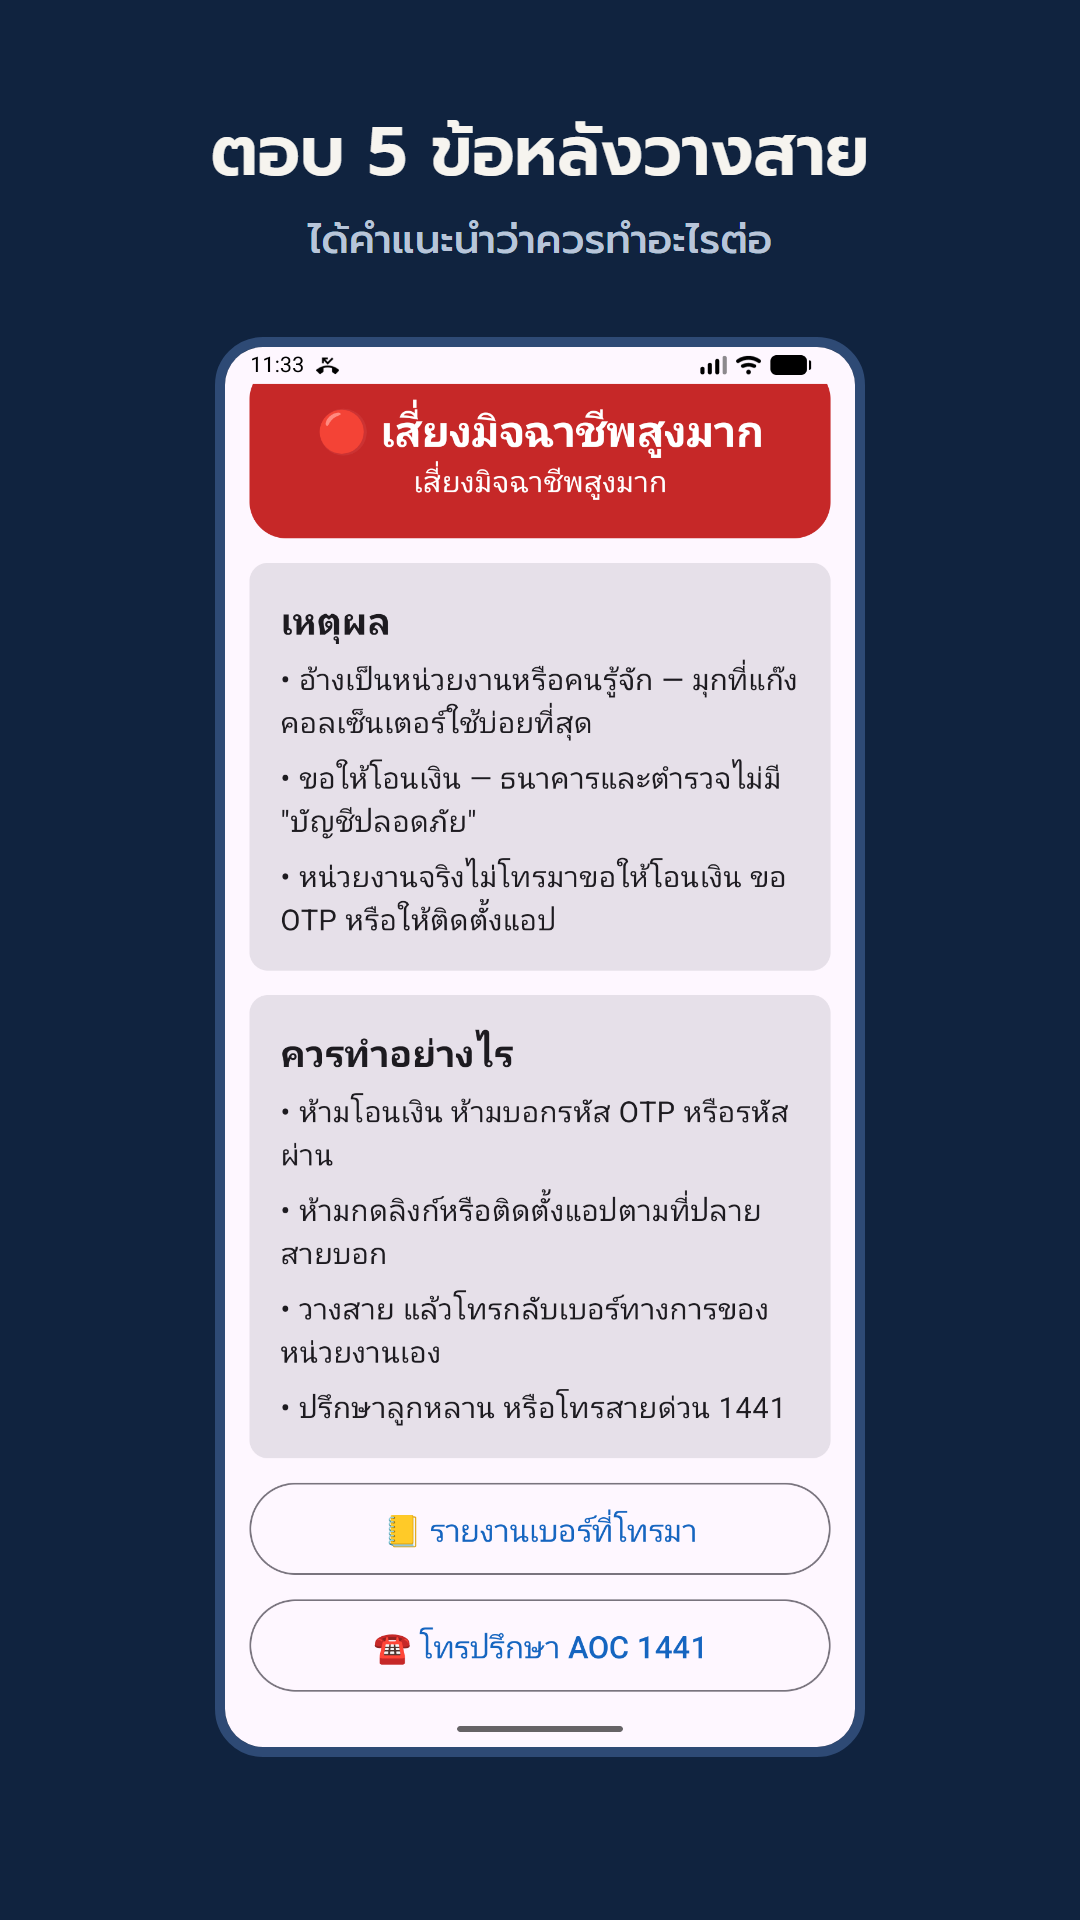 ตอบ 5 ข้อหลังวางสาย
ได้คำแนะนำว่าควรทำอะไรต่อ
11:33
🔴 เสี่ยงมิจฉาชีพสูงมาก
เสี่ยงมิจฉาชีพสูงมาก
เหตุผล
• อ้างเป็นหน่วยงานหรือคนรู้จัก — มุกที่แก๊ง
คอลเซ็นเตอร์ใช้บ่อยที่สุด
• ขอให้โอนเงิน — ธนาคารและตำรวจไม่มี
"บัญชีปลอดภัย"
• หน่วยงานจริงไม่โทรมาขอให้โอนเงิน ขอ
OTP หรือให้ติดตั้งแอป
ควรทำอย่างไร
• ห้ามโอนเงิน ห้ามบอกรหัส OTP หรือรหัส
ผ่าน
• ห้ามกดลิงก์หรือติดตั้งแอปตามที่ปลาย
สายบอก
• วางสาย แล้วโทรกลับเบอร์ทางการของ
หน่วยงานเอง
• ปรึกษาลูกหลาน หรือโทรสายด่วน 1441
📒 รายงานเบอร์ที่โทรมา
☎️ โทรปรึกษา AOC 1441